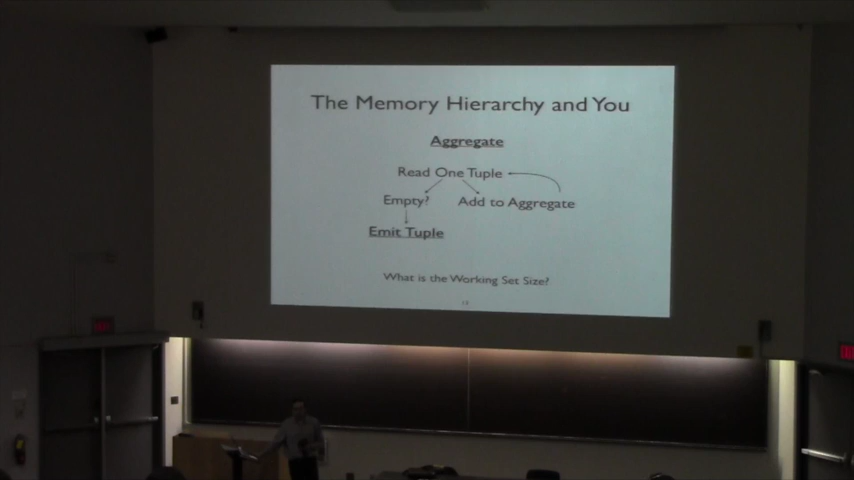 The Memory Hierarchy and You
Aggregate
Read One Tuple
Empty? Add to Aggregate
Emit Tuple
What is the Working Set Size?